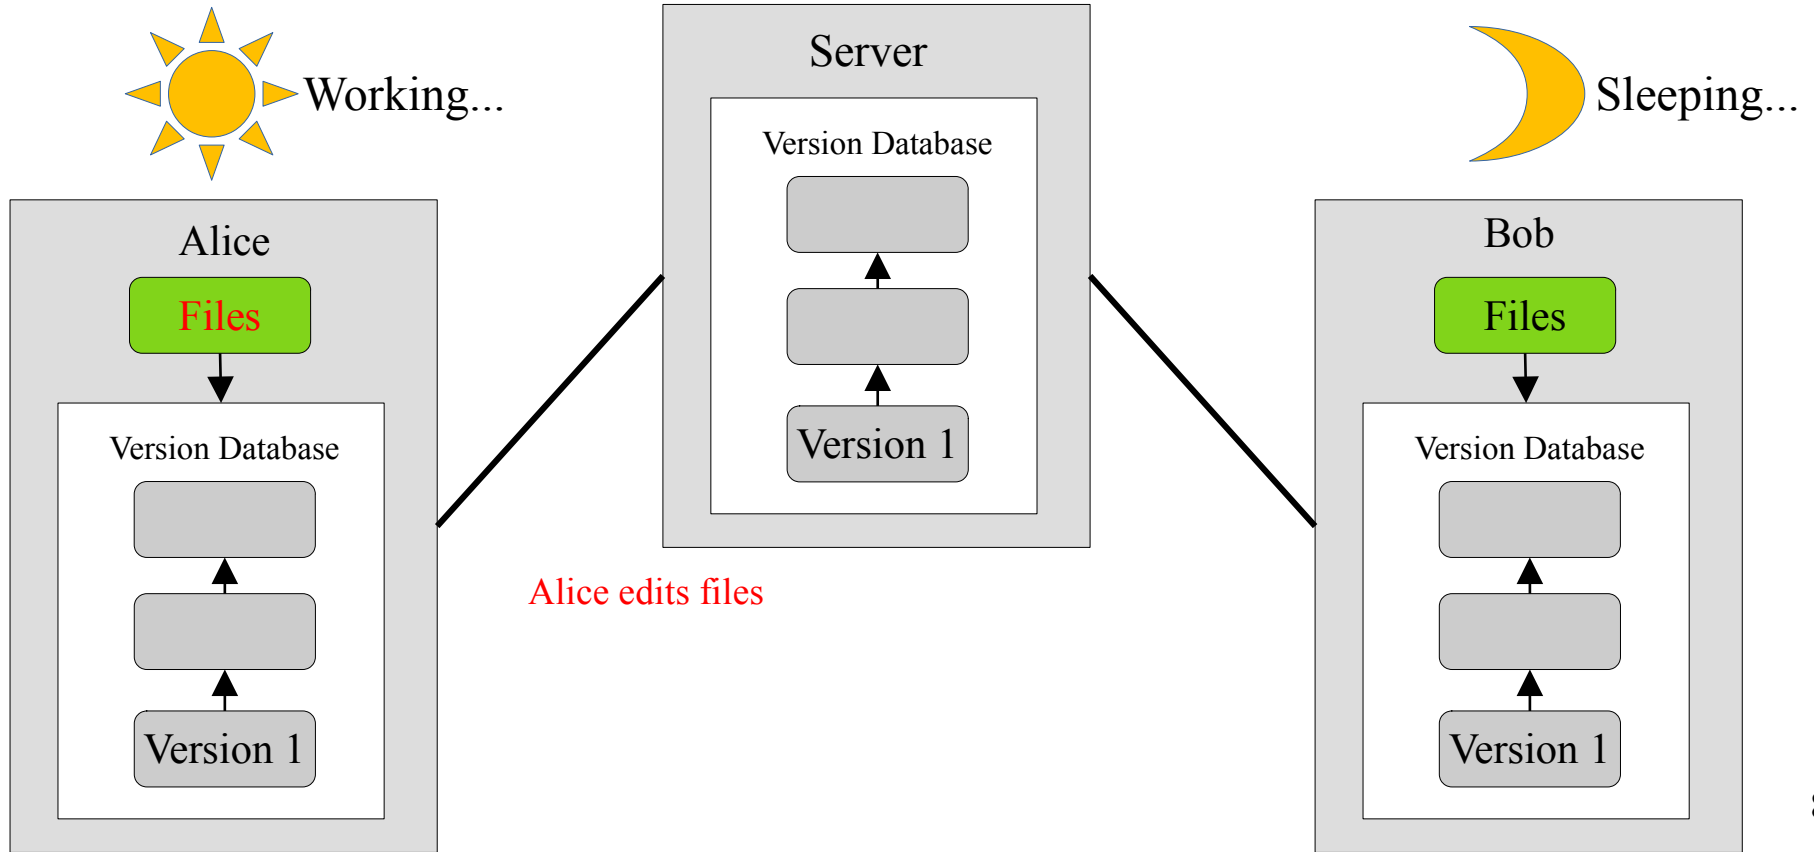 Working...
Server
Sleeping...
Version Database
Alice
Bob
Files
Files
Version 1
Version Database
Version Database
Alice edits files
Version 1
Version 1